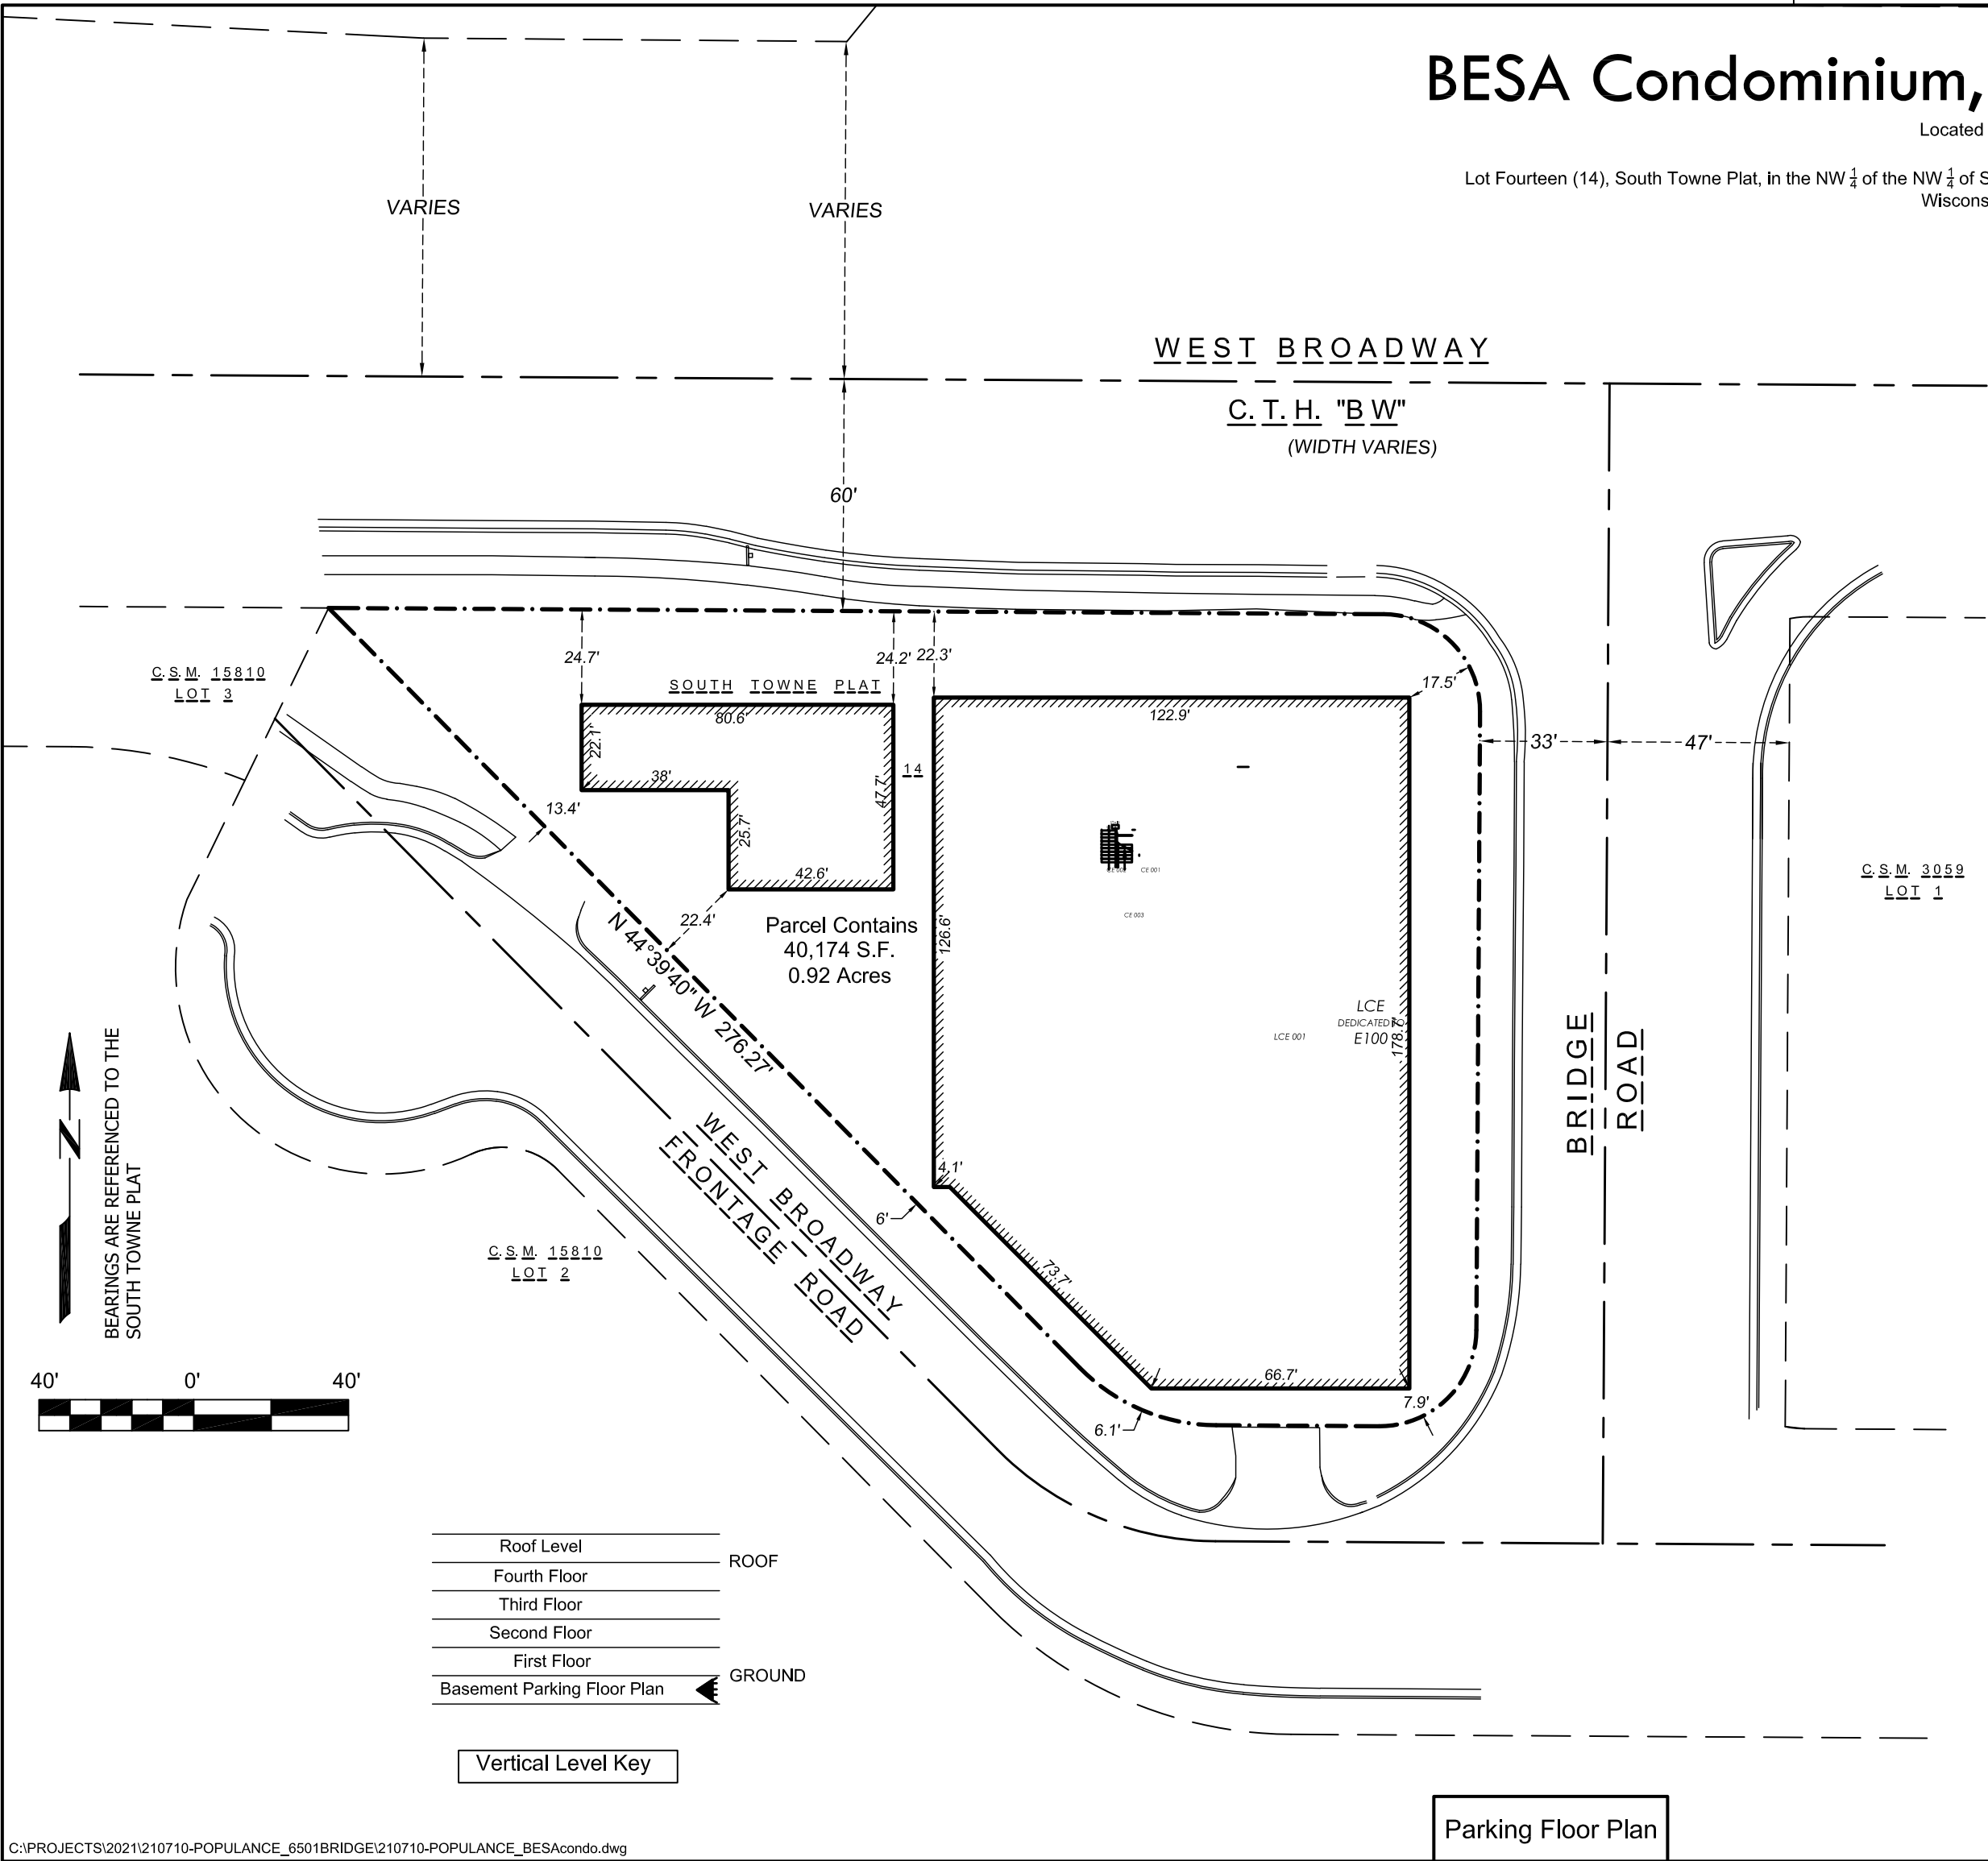 BESA Condominium,
Located
Lot Fourteen (14), South Towne Plat, in the NW 1/4 of the NW 1/4 of S
Wiscons
VARIES
VARIES
WEST BROADWAY
C. T. H. "B W"
(WIDTH VARIES)
60'
24.7'
24.2'
22.3'
17.5'
C. S. M. 15810
LOT 3
SOUTH TOWNE PLAT
80.6'
122.9'
22.1'
33'
47'
14
38'
47.7'
13.4'
25.7'
42.6'
CE 001
C. S. M. 3059
LOT 1
CE 003
22.4'
Parcel Contains
40,174 S.F.
0.92 Acres
126.6'
N 44°39'40" W 276.27'
LCE
DEDICATED TO
E100
LCE 001
178.7'
BRIDGE
ROAD
BEARINGS ARE REFERENCED TO THE
SOUTH TOWNE PLAT
N
WEST BROADWAY
FRONTAGE ROAD
4.1'
6'
C. S. M. 15810
LOT 2
73.7'
66.7'
7.9'
6.1'
40' 0' 40'
Roof Level
ROOF
Fourth Floor
Third Floor
Second Floor
First Floor
GROUND
Basement Parking Floor Plan
Vertical Level Key
Parking Floor Plan
C:\PROJECTS\2021\210710-POPULANCE_6501BRIDGE\210710-POPULANCE_BESAcondo.dwg